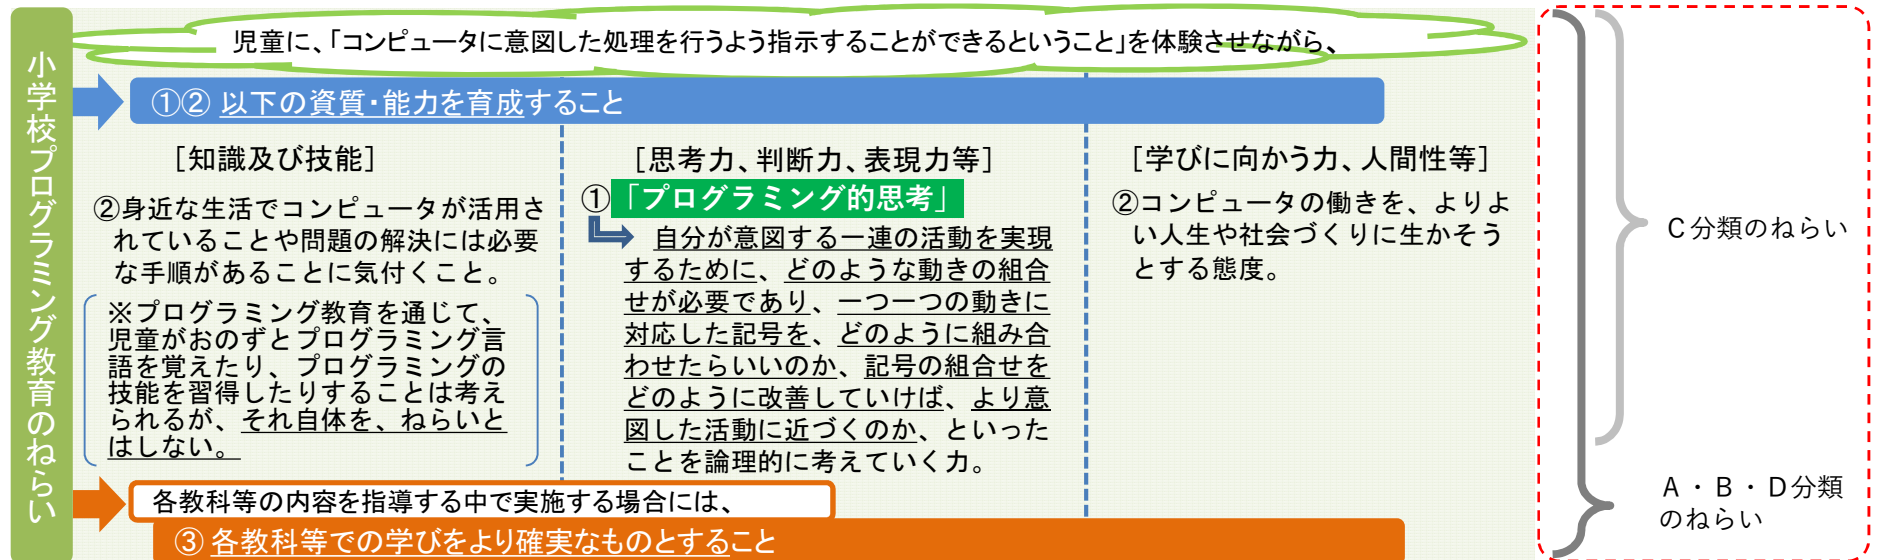 小学校プログラミング教育のねらい
児童に、「コンピュータに意図した処理を行うよう指示することができるということ」を体験させながら、
①② 以下の資質・能力を育成すること
［知識及び技能］
②身近な生活でコンピュータが活用さ
れていることや問題の解決には必要
な手順があることに気付くこと。
※プログラミング教育を通じて、
児童がおのずとプログラミング言
語を覚えたり、プログラミングの
技能を習得したりすることは考え
られるが、それ自体を、ねらいと
はしない。
［思考力、判断力、表現力等］
①「プログラミング的思考」
自分が意図する一連の活動を実現
するために、どのような動きの組合
せが必要であり、一つ一つの動きに
対応した記号を、どのように組み合
わせたらいいのか、記号の組合せを
どのように改善していけば、より意
図した活動に近づくのか、といった
ことを論理的に考えていく力。
［学びに向かう力、人間性等］
②コンピュータの働きを、よりよ
い人生や社会づくりに生かそう
とする態度。
各教科等の内容を指導する中で実施する場合には、
③ 各教科等での学びをより確実なものとすること
C分類のねらい
A・B・D分類
のねらい